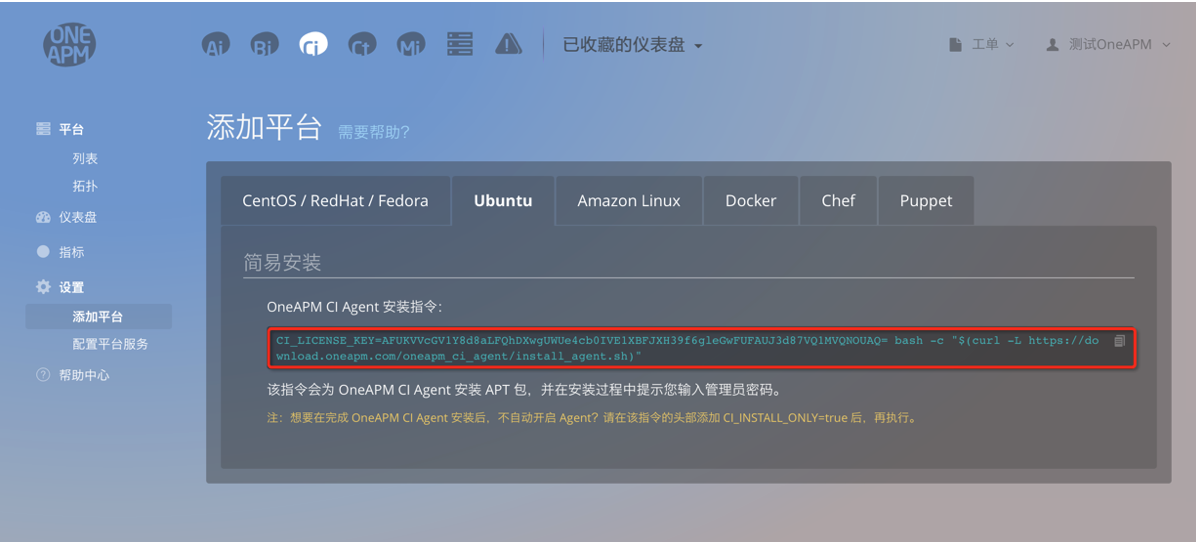 ONE
APM
Ai Bi Ci Ct Mi 已收藏的仪表盘 工单 测试OneAPM
平台
列表
拓扑
仪表盘
指标
设置
添加平台
配置平台服务
帮助中心
添加平台 需要帮助?
CentOS / RedHat / Fedora Ubuntu Amazon Linux Docker Chef Puppet
简易安装
OneAPM CI Agent 安装指令:
CI_LICENSE_KEY=AFUKVVcGV1Y8d8aLFQhDXwgUWUe4cb0IVE1XBFJXH39f6gleGwFUFAUJ3d87VQ1MVQNOUAQ= bash -c "$(curl -L https://do
wnload.oneapm.com/oneapm_ci_agent/install_agent.sh)"
该指令会为 OneAPM CI Agent 安装 APT 包，并在安装过程中提示您输入管理员密码。
注：想要在完成 OneAPM CI Agent 安装后，不自动开启 Agent？请在该指令的头部添加 CI_INSTALL_ONLY=true 后，再执行。